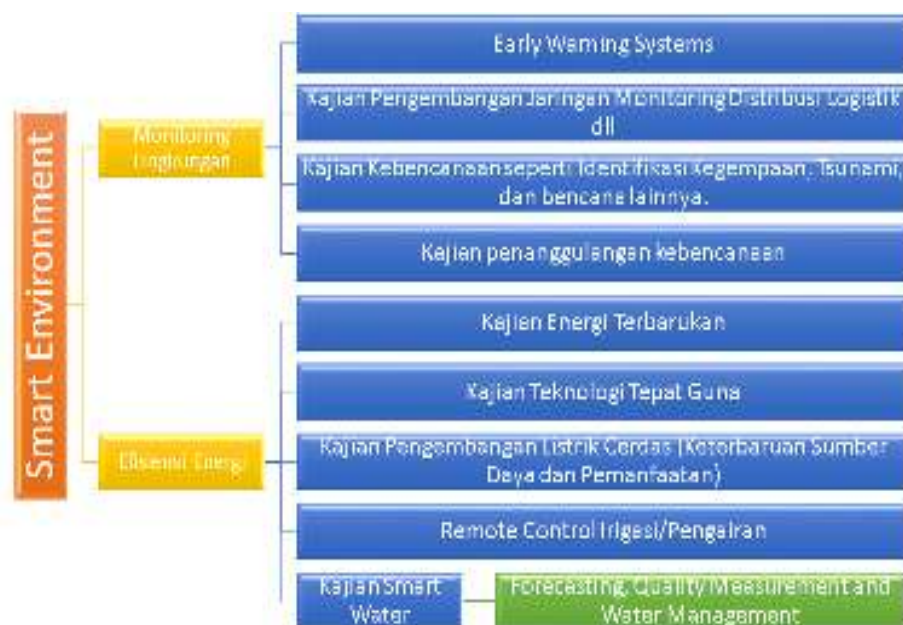 Smart Environment
Monitoring
Lingkungan
Early Warning Systems
Kajian Pengembangan Jaringan Monitoring Distribusi Logistik
dll
Kajian Kebencanaan seperti Identifikasi Kegempaan, Tsunami,
dan bencana lainnya.
Kajian penanggulangan kebencanaan
Efisiensi Energi
Kajian Energi Terbarukan
Kajian Teknologi Tepat Guna
Kajian Pengembangan Listrik Cerdas (Keterbaruan Sumber
Daya dan Pemanfaatan)
Remote Control Irigasi/Pengairan
Kajian Smart
Water
Forecasting, Quality Measurement and
Water Management